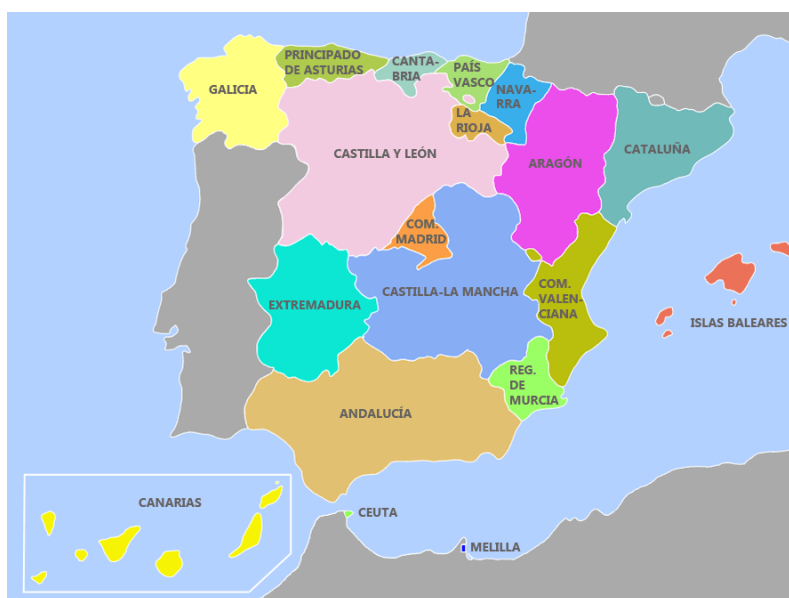 PRINCIPADO
DE ASTURIAS
CANTA-
BRIA
PAÍS
VASCO
NAVA-
RRA
GALICIA
LA
RIOJA
CASTILLA Y LEÓN
ARAGÓN
CATALUÑA
COM.
MADRID
CASTILLA-LA MANCHA
COM.
VALEN-
CIANA
EXTREMADURA
ISLAS BALEARES
REG.
DE
MURCIA
ANDALUCÍA
CANARIAS
CEUTA
MELILLA